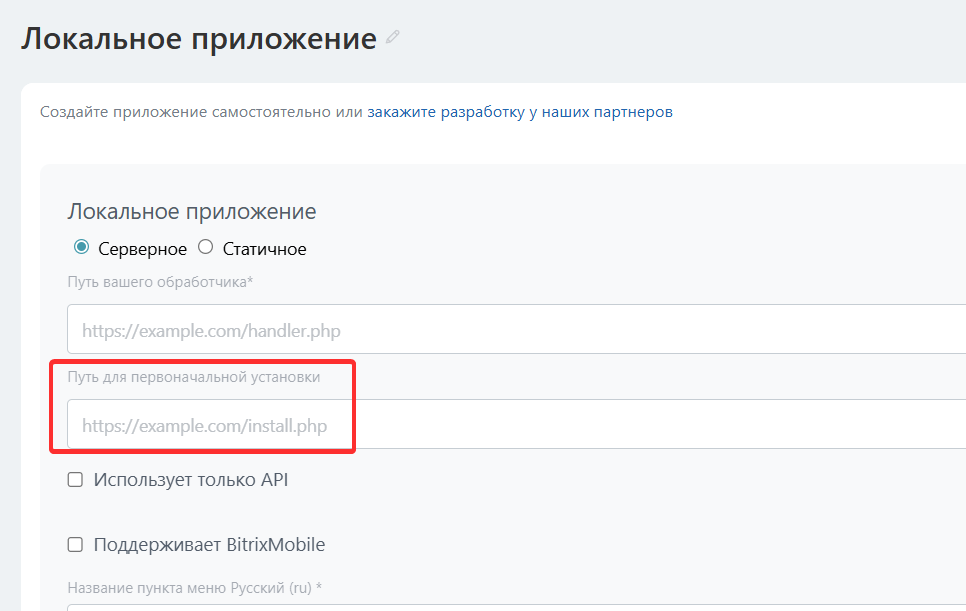 Локальное приложение
Создайте приложение самостоятельно или закажите разработку у наших партнеров
Локальное приложение
Серверное Статичное
Путь вашего обработчика*
https://example.com/handler.php
Путь для первоначальной установки
https://example.com/install.php
Использует только API
Поддерживает BitrixMobile
Название пункта меню Русский (ru) *